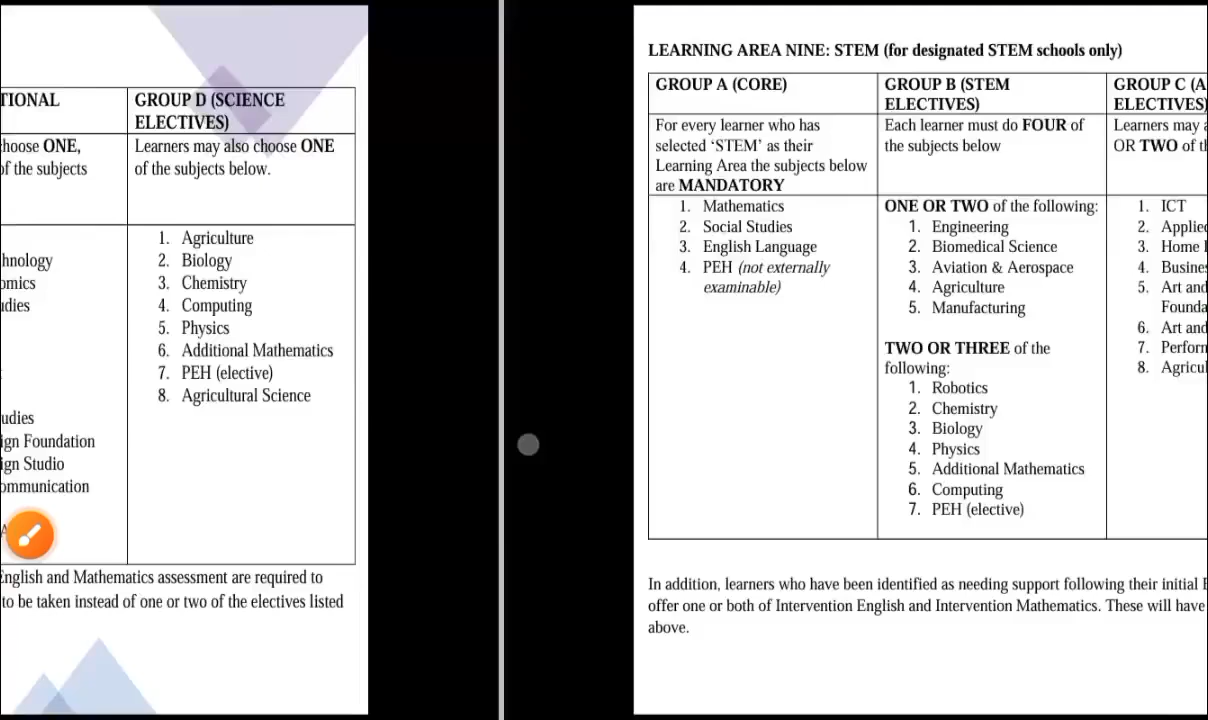 TIONAL
GROUP D (SCIENCE
ELECTIVES)
choose ONE,
of the subjects
Learners may also choose ONE
of the subjects below.
hnology
omics
udies
udies
ign Foundation
ign Studio
ommunication
1. Agriculture
2. Biology
3. Chemistry
4. Computing
5. Physics
6. Additional Mathematics
7. PEH (elective)
8. Agricultural Science
English and Mathematics assessment are required to
to be taken instead of one or two of the electives listed
LEARNING AREA NINE: STEM (for designated STEM schools only)
GROUP A (CORE)
GROUP B (STEM
ELECTIVES)
GROUP C (A
ELECTIVES)
For every learner who has
selected ‘STEM’ as their
Learning Area the subjects below
are MANDATORY
Each learner must do FOUR of
the subjects below
Learners may a
OR TWO of th
1. Mathematics
2. Social Studies
3. English Language
4. PEH (not externally
examinable)
ONE OR TWO of the following:
1. Engineering
2. Biomedical Science
3. Aviation & Aerospace
4. Agriculture
5. Manufacturing
TWO OR THREE of the
following:
1. Robotics
2. Chemistry
3. Biology
4. Physics
5. Additional Mathematics
6. Computing
7. PEH (elective)
1. ICT
2. Applied
3. Home
4. Busines
5. Art and
Founda
6. Art and
7. Perform
8. Agricul
In addition, learners who have been identified as needing support following their initial
offer one or both of Intervention English and Intervention Mathematics. These will have
above.